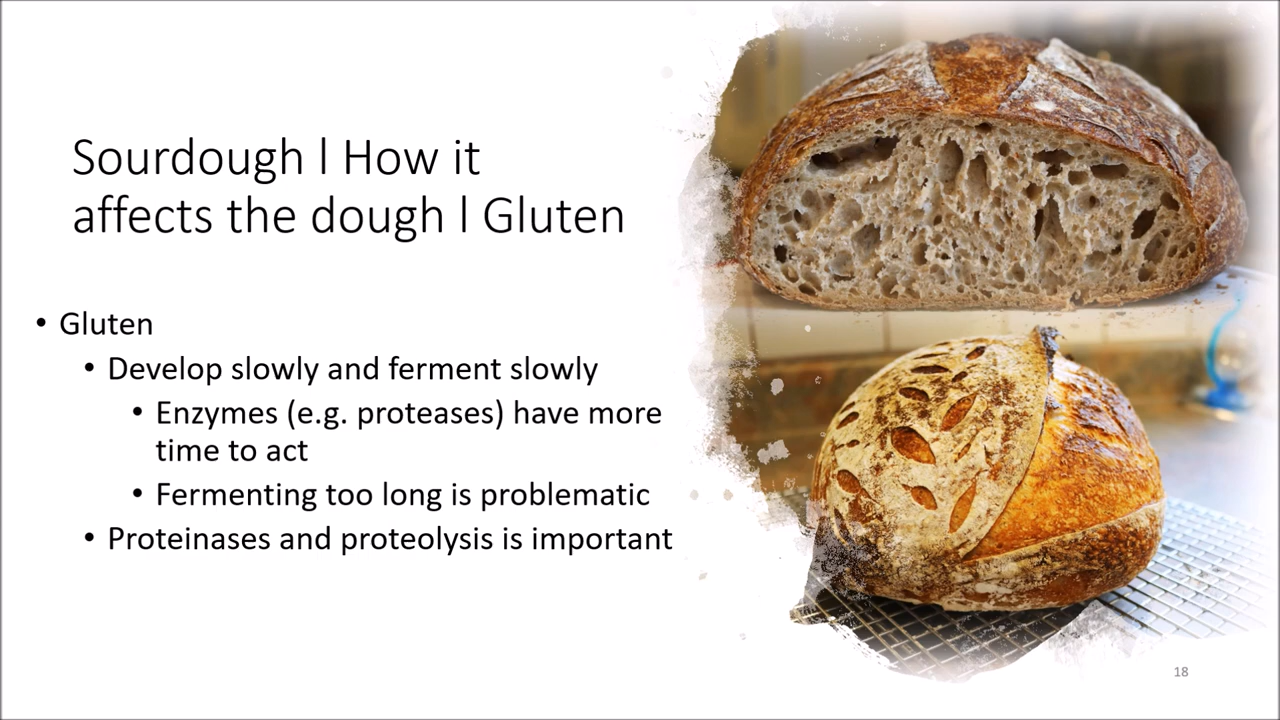 Sourdough l How it
affects the dough l Gluten
• Gluten
• Develop slowly and ferment slowly
• Enzymes (e.g. proteases) have more
time to act
• Fermenting too long is problematic
• Proteinases and proteolysis is important
18